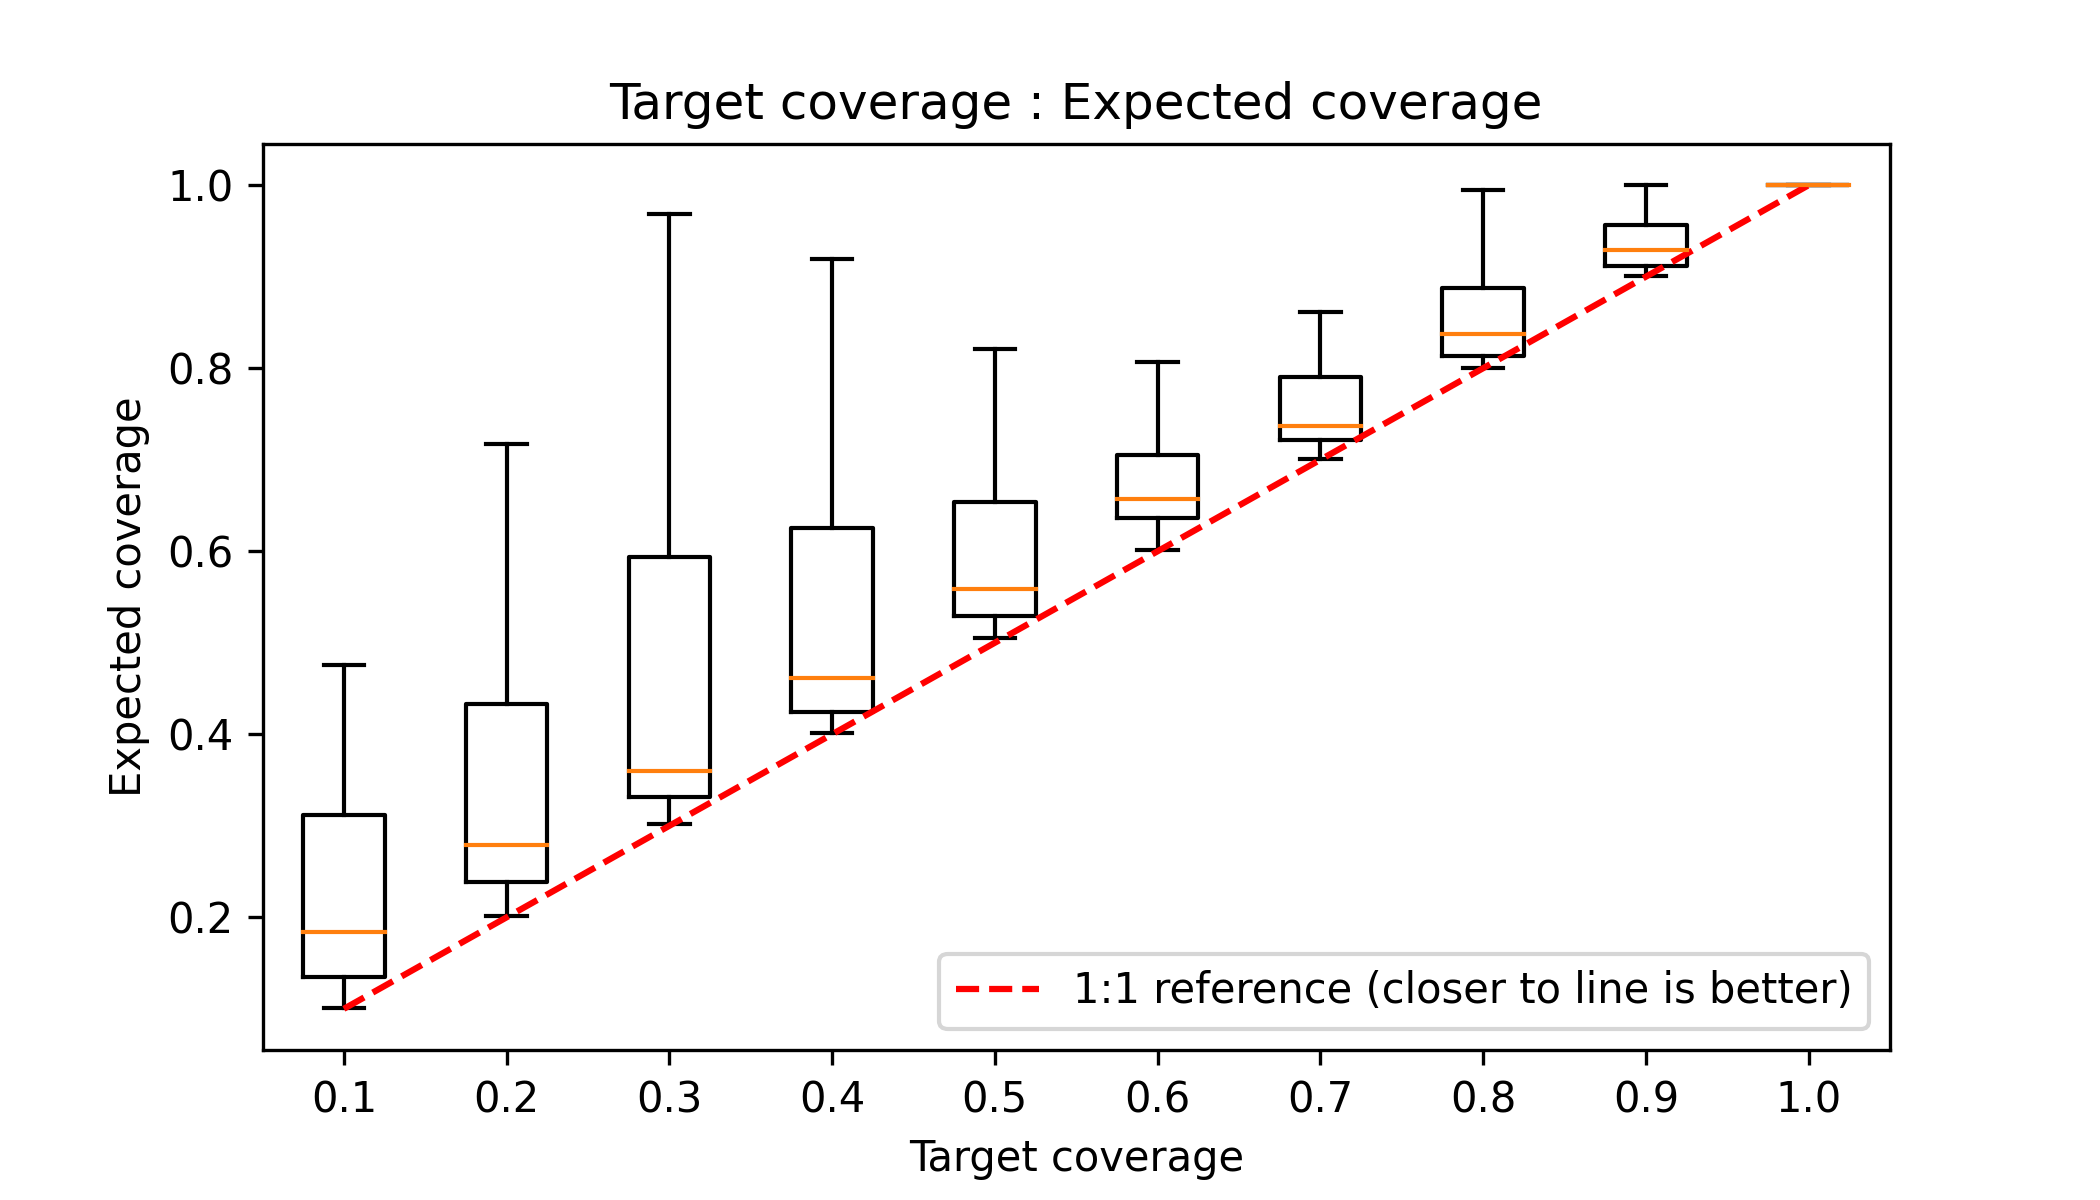 Target coverage : Expected coverage
Expected coverage
1.0
0.8
0.6
0.4
0.2
1:1 reference (closer to line is better)
0.1 0.2 0.3 0.4 0.5 0.6 0.7 0.8 0.9 1.0
Target coverage